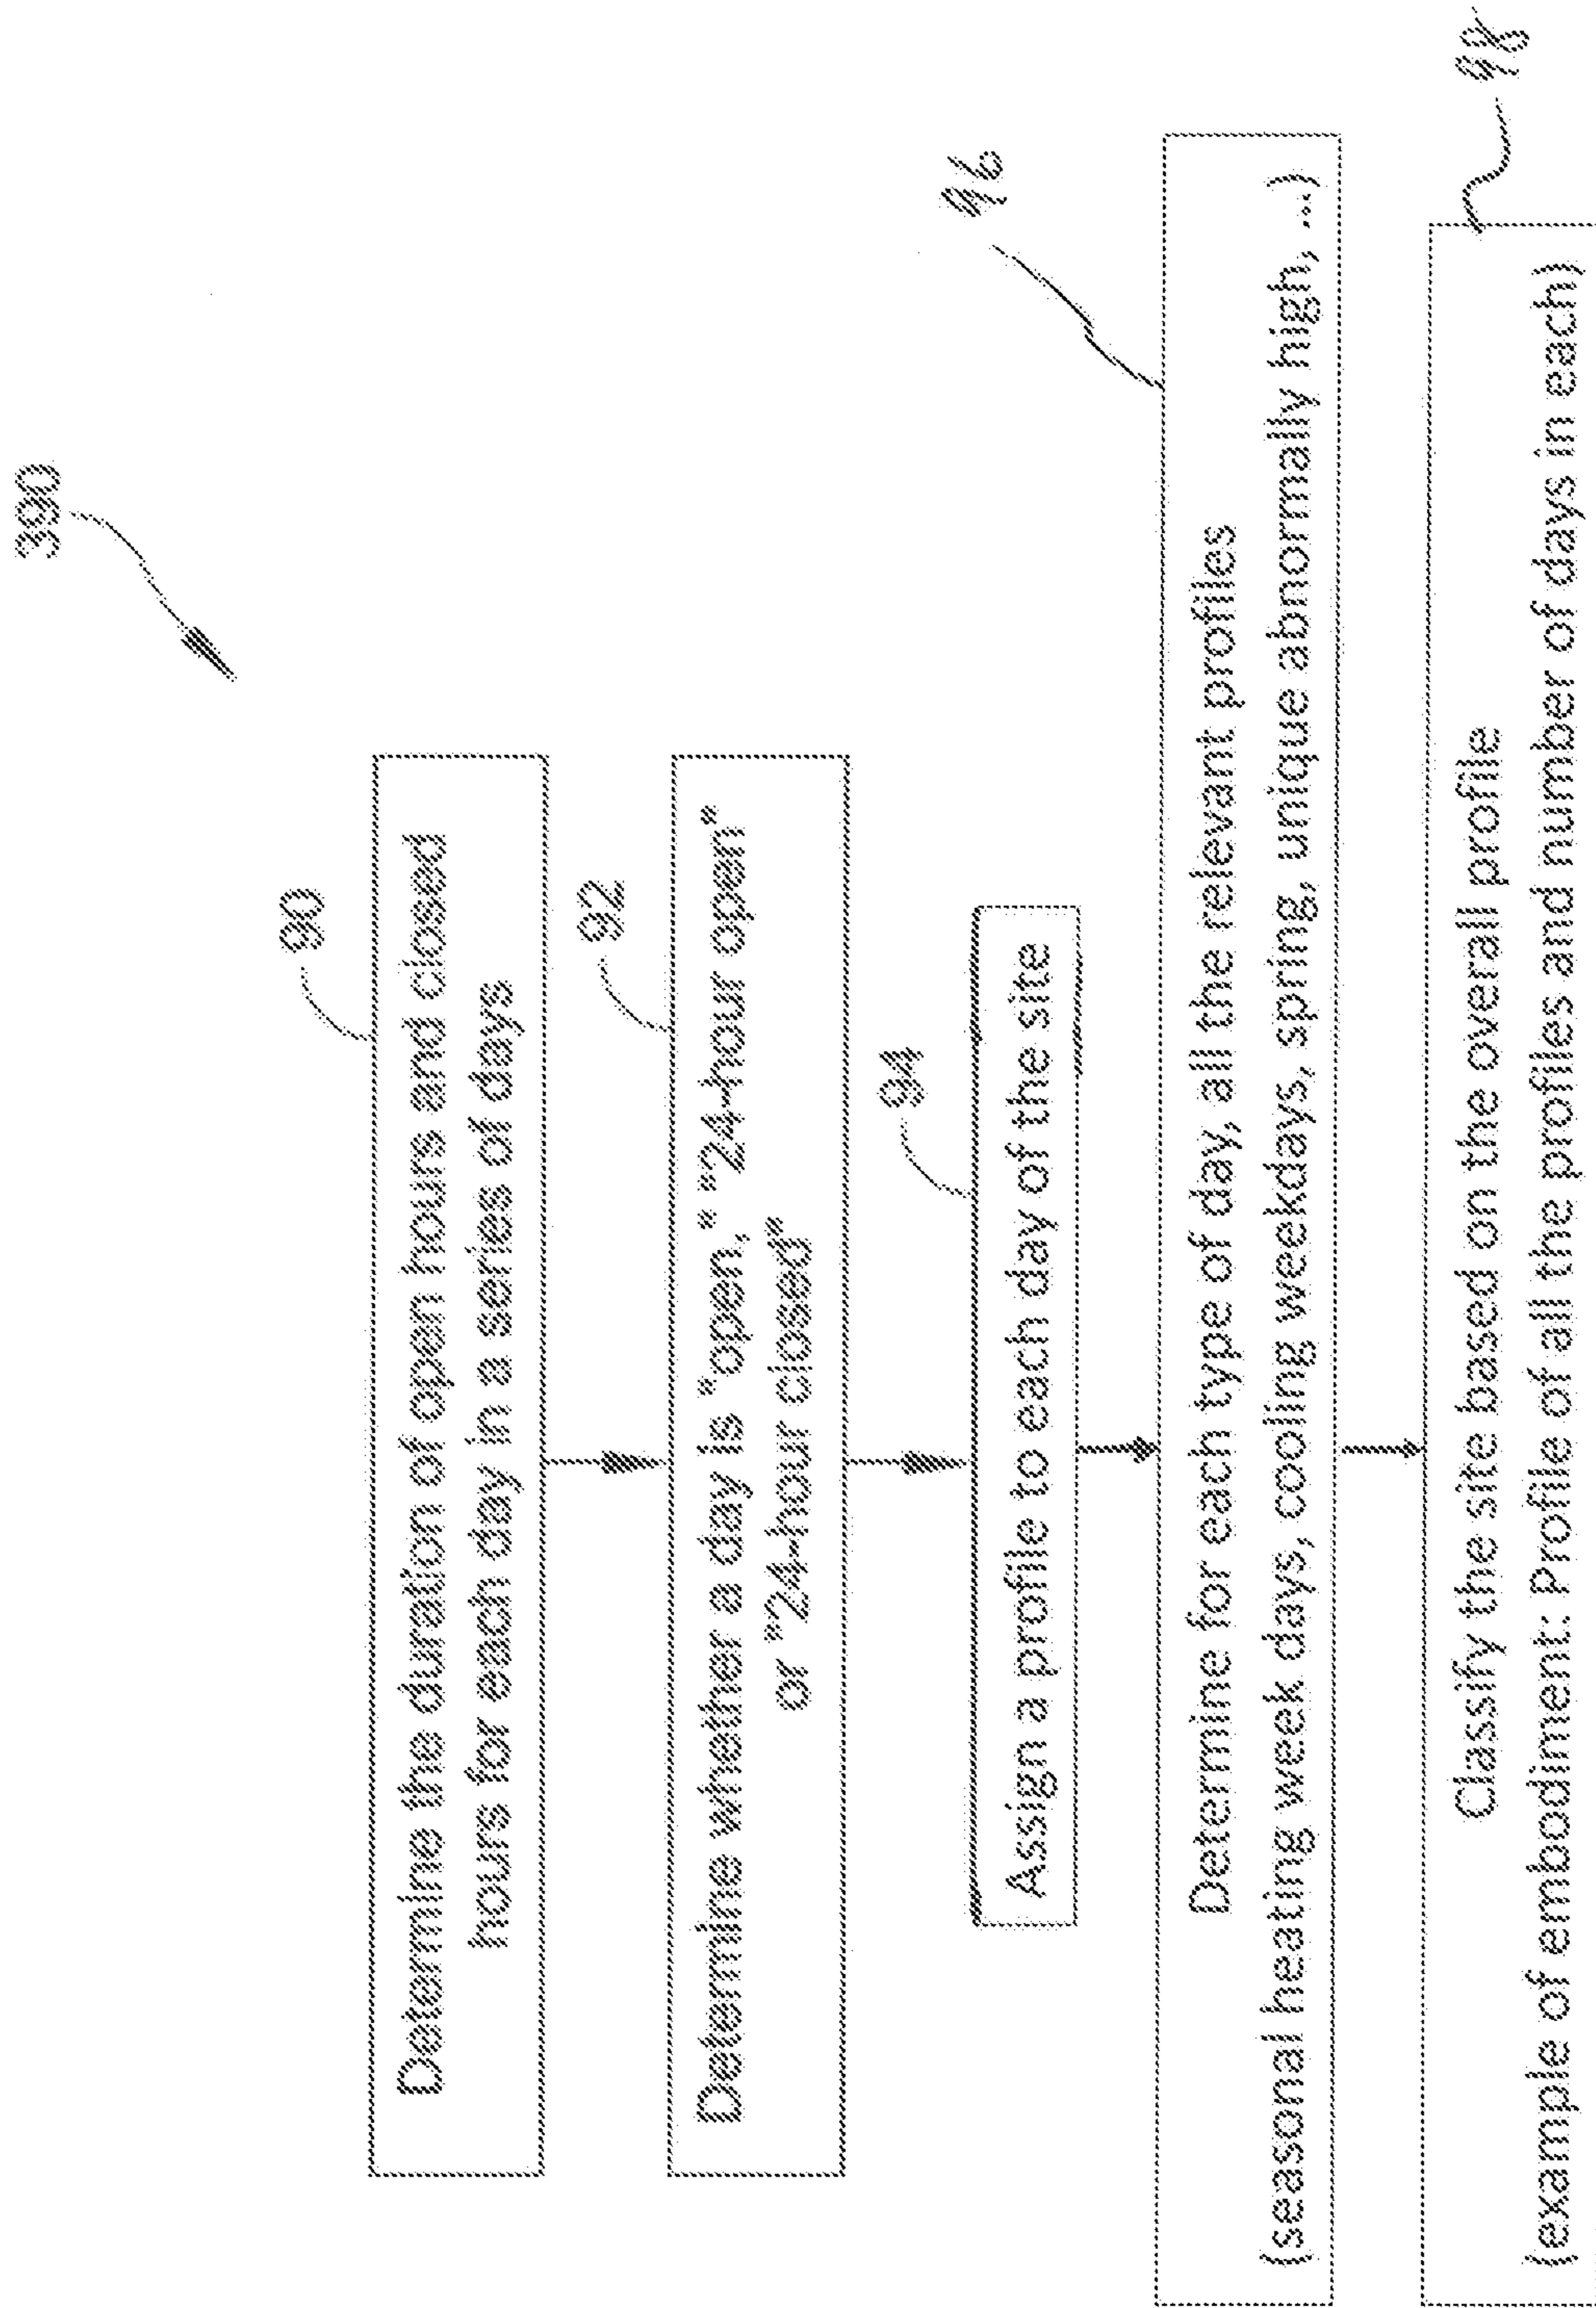 390
90
Determine the duration of open hours and closed
hours for each day in a series of days
92
Determine whether a day is "open," "24-hour open"
or "24-hour closed"
94
Assign a profile to each day of the site
96
Determine for each type of day, all the relevant profiles
(seasonal heating week days, cooling weekdays, spring, unique abnormally high, ...)
98
Classify the site based on the overall profile
(example of embodiment: Profile of all the profiles and number of days in each)